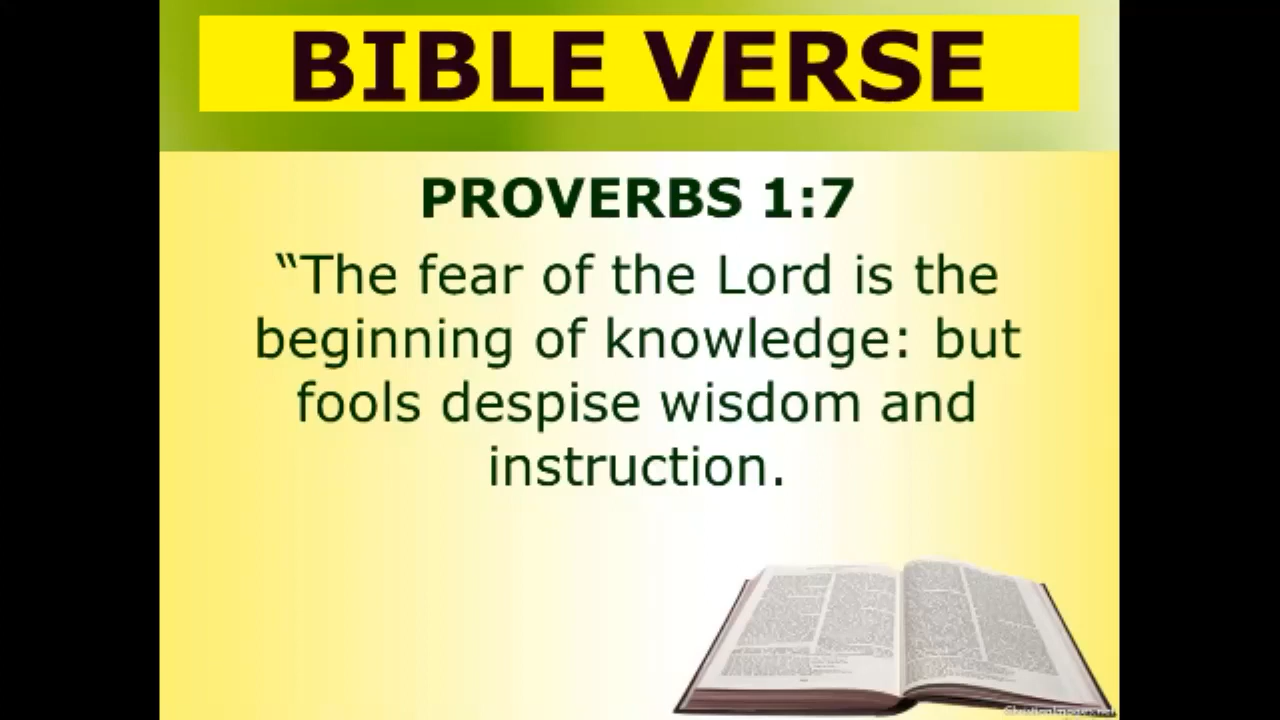 BIBLE VERSE
PROVERBS 1:7
“The fear of the Lord is the
beginning of knowledge: but
fools despise wisdom and
instruction.